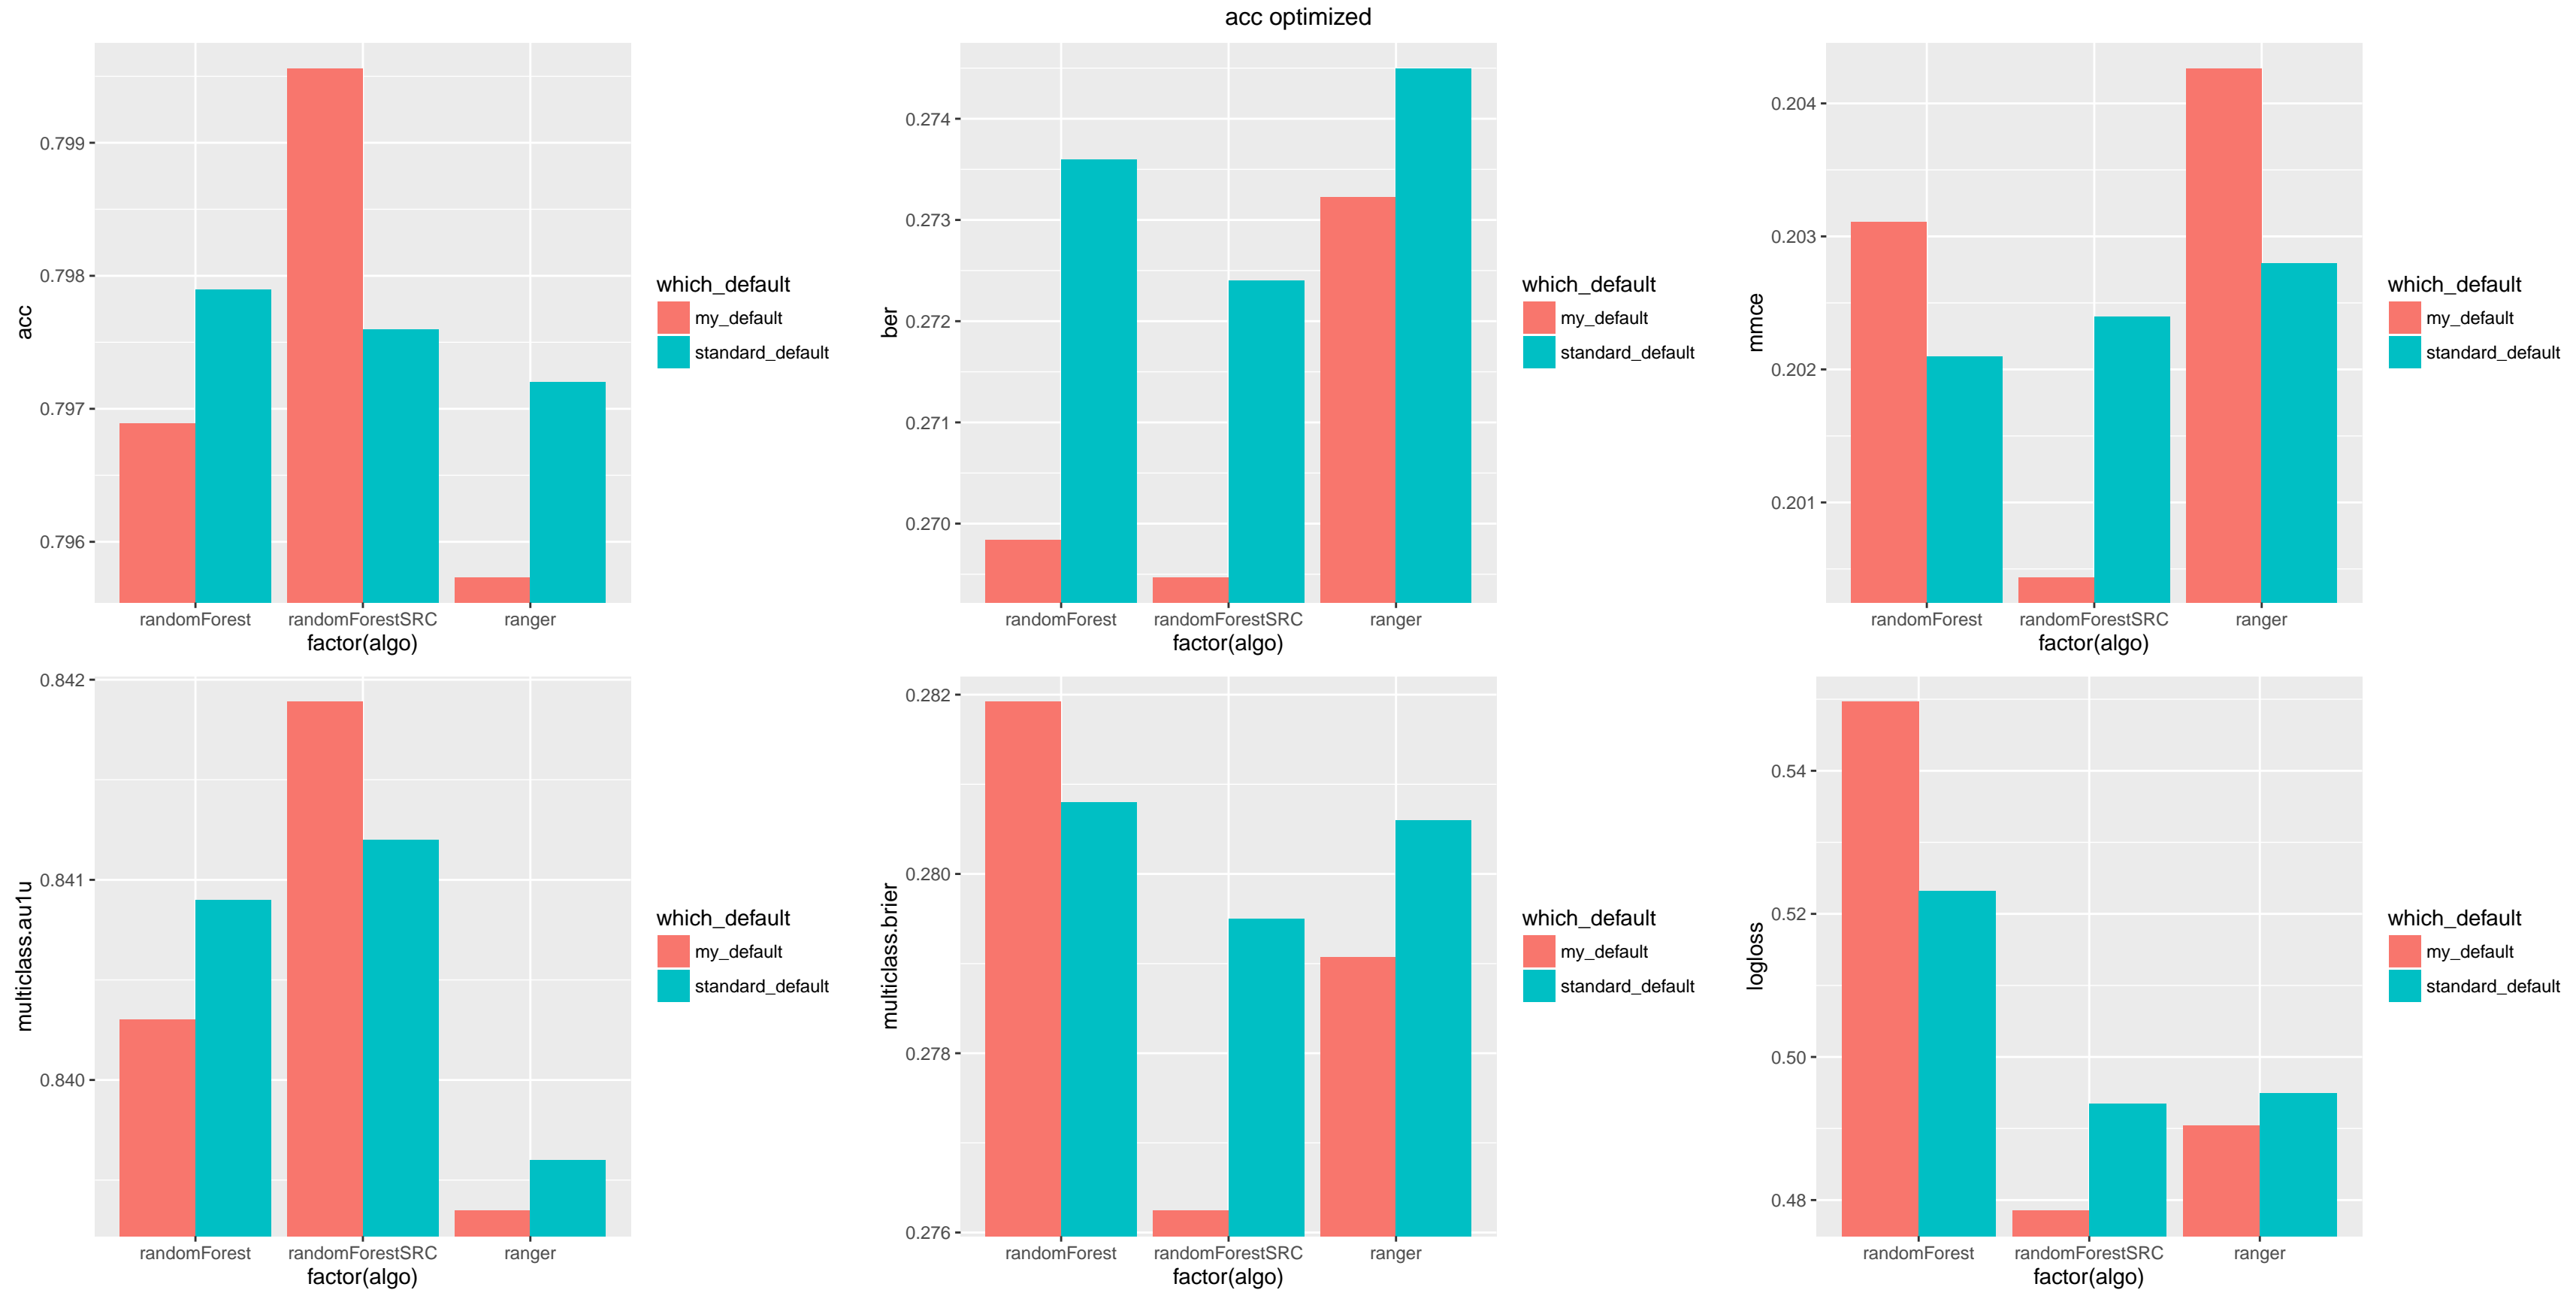 acc optimized
acc
0.799
0.798
0.797
0.796
randomForest randomForestSRC ranger
factor(algo)
which_default
my_default
standard_default
ber
0.274
0.273
0.272
0.271
0.270
randomForest randomForestSRC ranger
factor(algo)
which_default
my_default
standard_default
mmce
0.204
0.203
0.202
0.201
randomForest randomForestSRC ranger
factor(algo)
which_default
my_default
standard_default
multiclass.au1u
0.842
0.841
0.840
randomForest randomForestSRC ranger
factor(algo)
which_default
my_default
standard_default
multiclass.brier
0.282
0.280
0.278
0.276
randomForest randomForestSRC ranger
factor(algo)
which_default
my_default
standard_default
logloss
0.54
0.52
0.50
0.48
randomForest randomForestSRC ranger
factor(algo)
which_default
my_default
standard_default